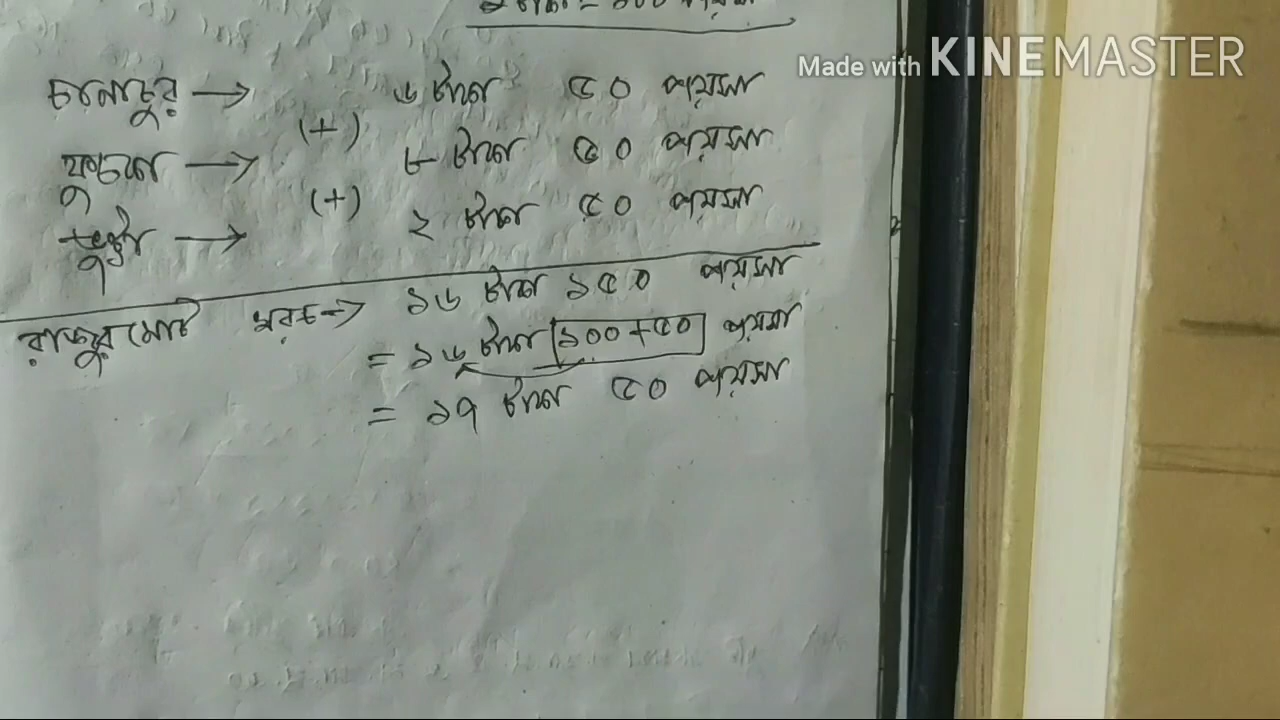 ১০০
Made with KINEMASTER
চানাচুর → ৬ টাকা ৫০ পয়সা
(+)
ফুচকা → ৮ টাকা ৫০ পয়সা
(+)
→ ২ টাকা ৫০ পয়সা
রাজুর মোট খরচ → ১৬ টাকা ১৫০ পয়সা
= ১৬ টাকা ১০০ + ৫০ পয়সা
= ১৭ টাকা ৫০ পয়সা